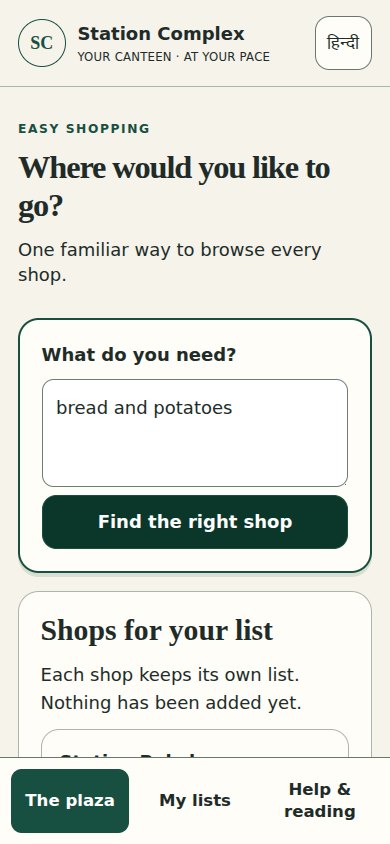 SC
Station Complex
YOUR CANTEEN · AT YOUR PACE
हिन्दी
EASY SHOPPING
Where would you like to
go?
One familiar way to browse every
shop.
What do you need?
bread and potatoes
Find the right shop
Shops for your list
Each shop keeps its own list.
Nothing has been added yet.
The plaza
My lists
Help &
reading